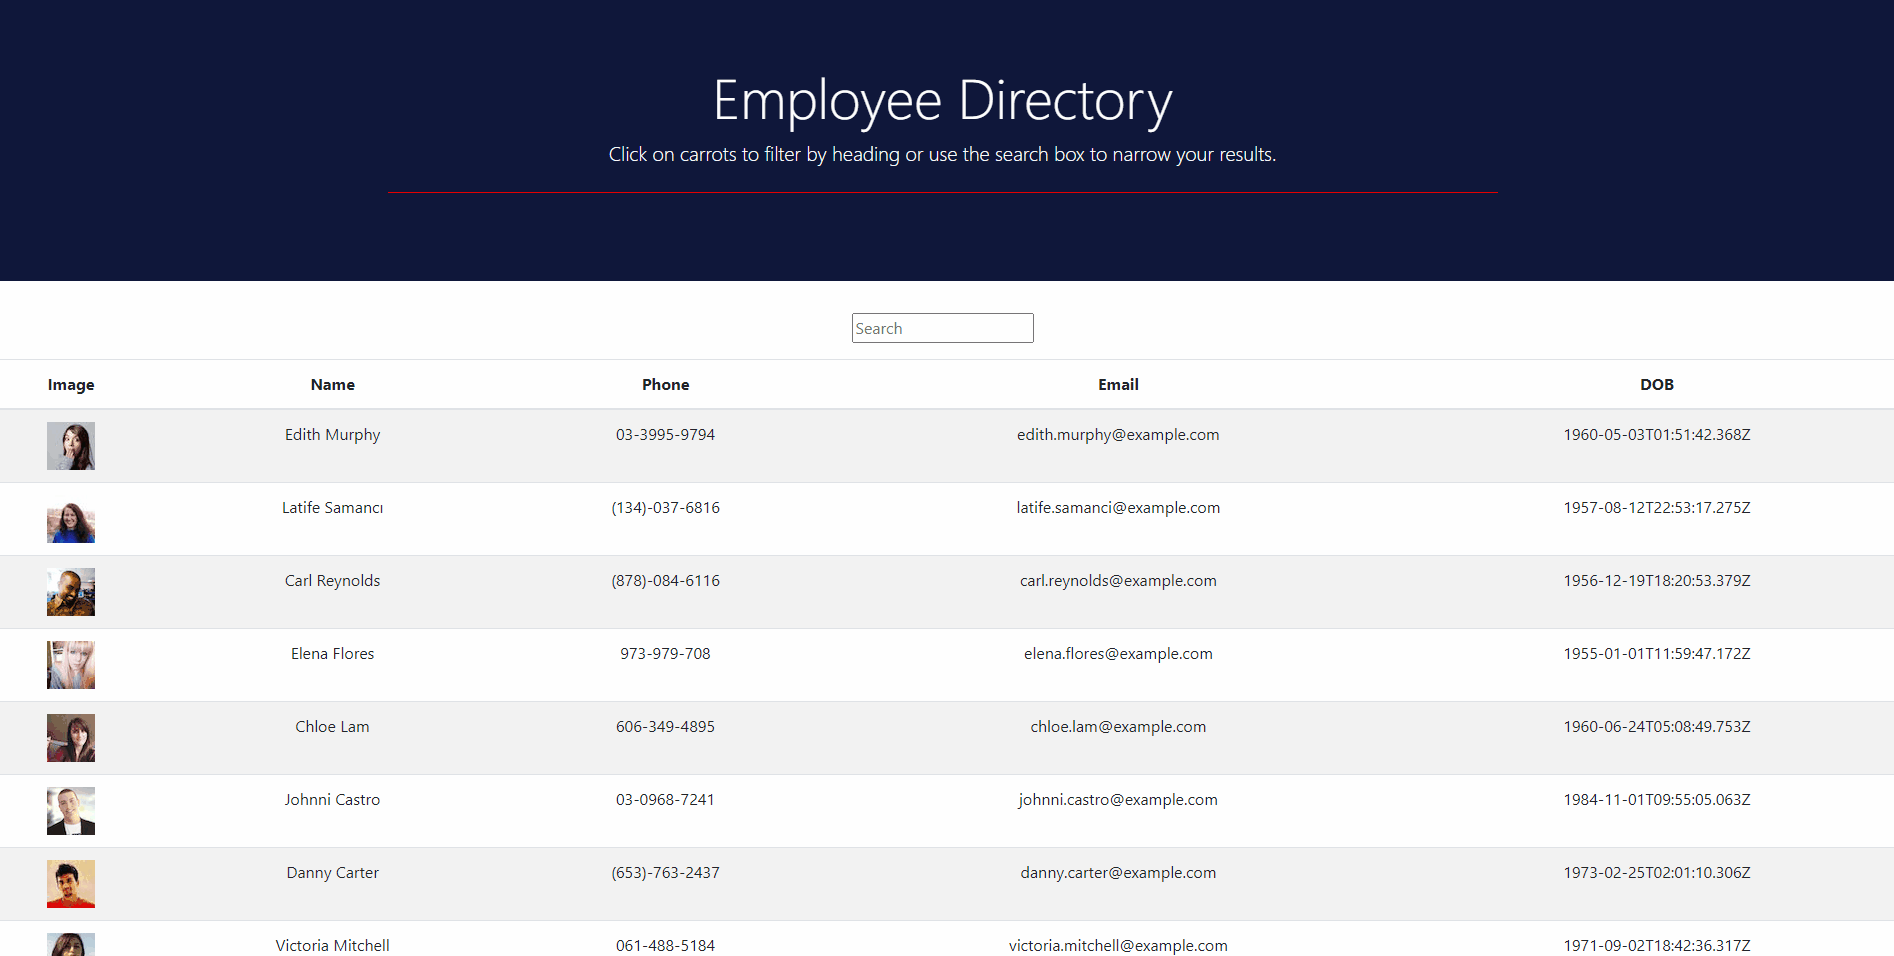 Employee Directory
Click on carrots to filter by heading or use the search box to narrow your results.
Search
Image Name Phone Email DOB
Edith Murphy 03-3995-9794 edith.murphy@example.com 1960-05-03T01:51:42.368Z
Latife Samancı (134)-037-6816 latife.samanci@example.com 1957-08-12T22:53:17.275Z
Carl Reynolds (878)-084-6116 carl.reynolds@example.com 1956-12-19T18:20:53.379Z
Elena Flores 973-979-708 elena.flores@example.com 1955-01-01T11:59:47.172Z
Chloe Lam 606-349-4895 chloe.lam@example.com 1960-06-24T05:08:49.753Z
Johnni Castro 03-0968-7241 johnni.castro@example.com 1984-11-01T09:55:05.063Z
Danny Carter (653)-763-2437 danny.carter@example.com 1973-02-25T02:01:10.306Z
Victoria Mitchell 061-488-5184 victoria.mitchell@example.com 1971-09-02T18:42:36.317Z